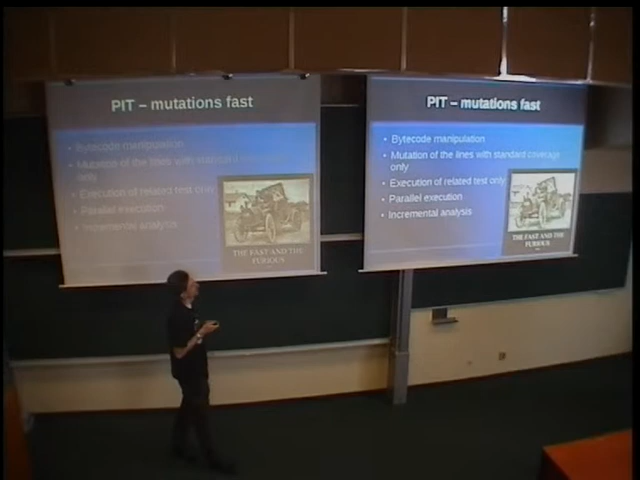 PIT – mutations fast
• Bytecode manipulation
• Mutation of the lines with standard coverage
only
• Execution of related test only
• Parallel execution
• Incremental analysis
THE FAST AND THE
FURIOUS
PIT – mutations fast
• Bytecode manipulation
• Mutation of the lines with standard coverage
only
• Execution of related test only
• Parallel execution
• Incremental analysis
THE FAST AND THE
FURIOUS